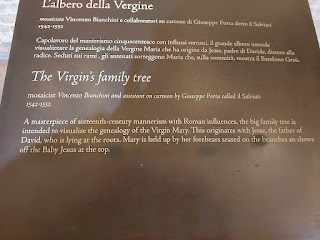 L'albero della Vergine
mosaicista Vincenzo Bianchini e collaboratori su cartone di Giuseppe Porta detto il Salviati
1542-1552
Capolavoro del manierismo cinquecentesco con influssi romani, il grande albero intende
visualizzare la genealogia della Vergine Maria che ha origine da Jesse, padre di Davide, disteso alla
radice. Seduti sui rami, gli antenati sorreggono Maria che, sulla sommità, mostra il Bambino Gesù.
The Virgin's family tree
mosaicist Vincenzo Bianchini and assistant on cartoon by Giuseppe Porta called il Salviati
1542-1552
A masterpiece of sixteenth-century mannerism with Roman influences, the big family tree is
intended to visualise the genealogy of the Virgin Mary. This originates with Jesse, the father of
David, who is lying at the roots. Mary is held up by her forebears seated on the branches an shows
off the Baby Jesus at the top.